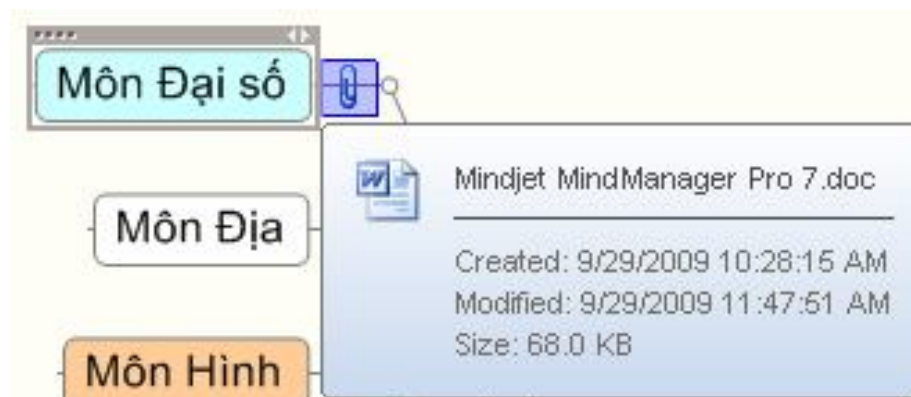 Môn Đại số
Mindjet MindManager Pro 7.doc
Môn Địa
Created: 9/29/2009 10:28:15 AM
Modified: 9/29/2009 11:47:51 AM
Size: 68.0 KB
Môn Hình